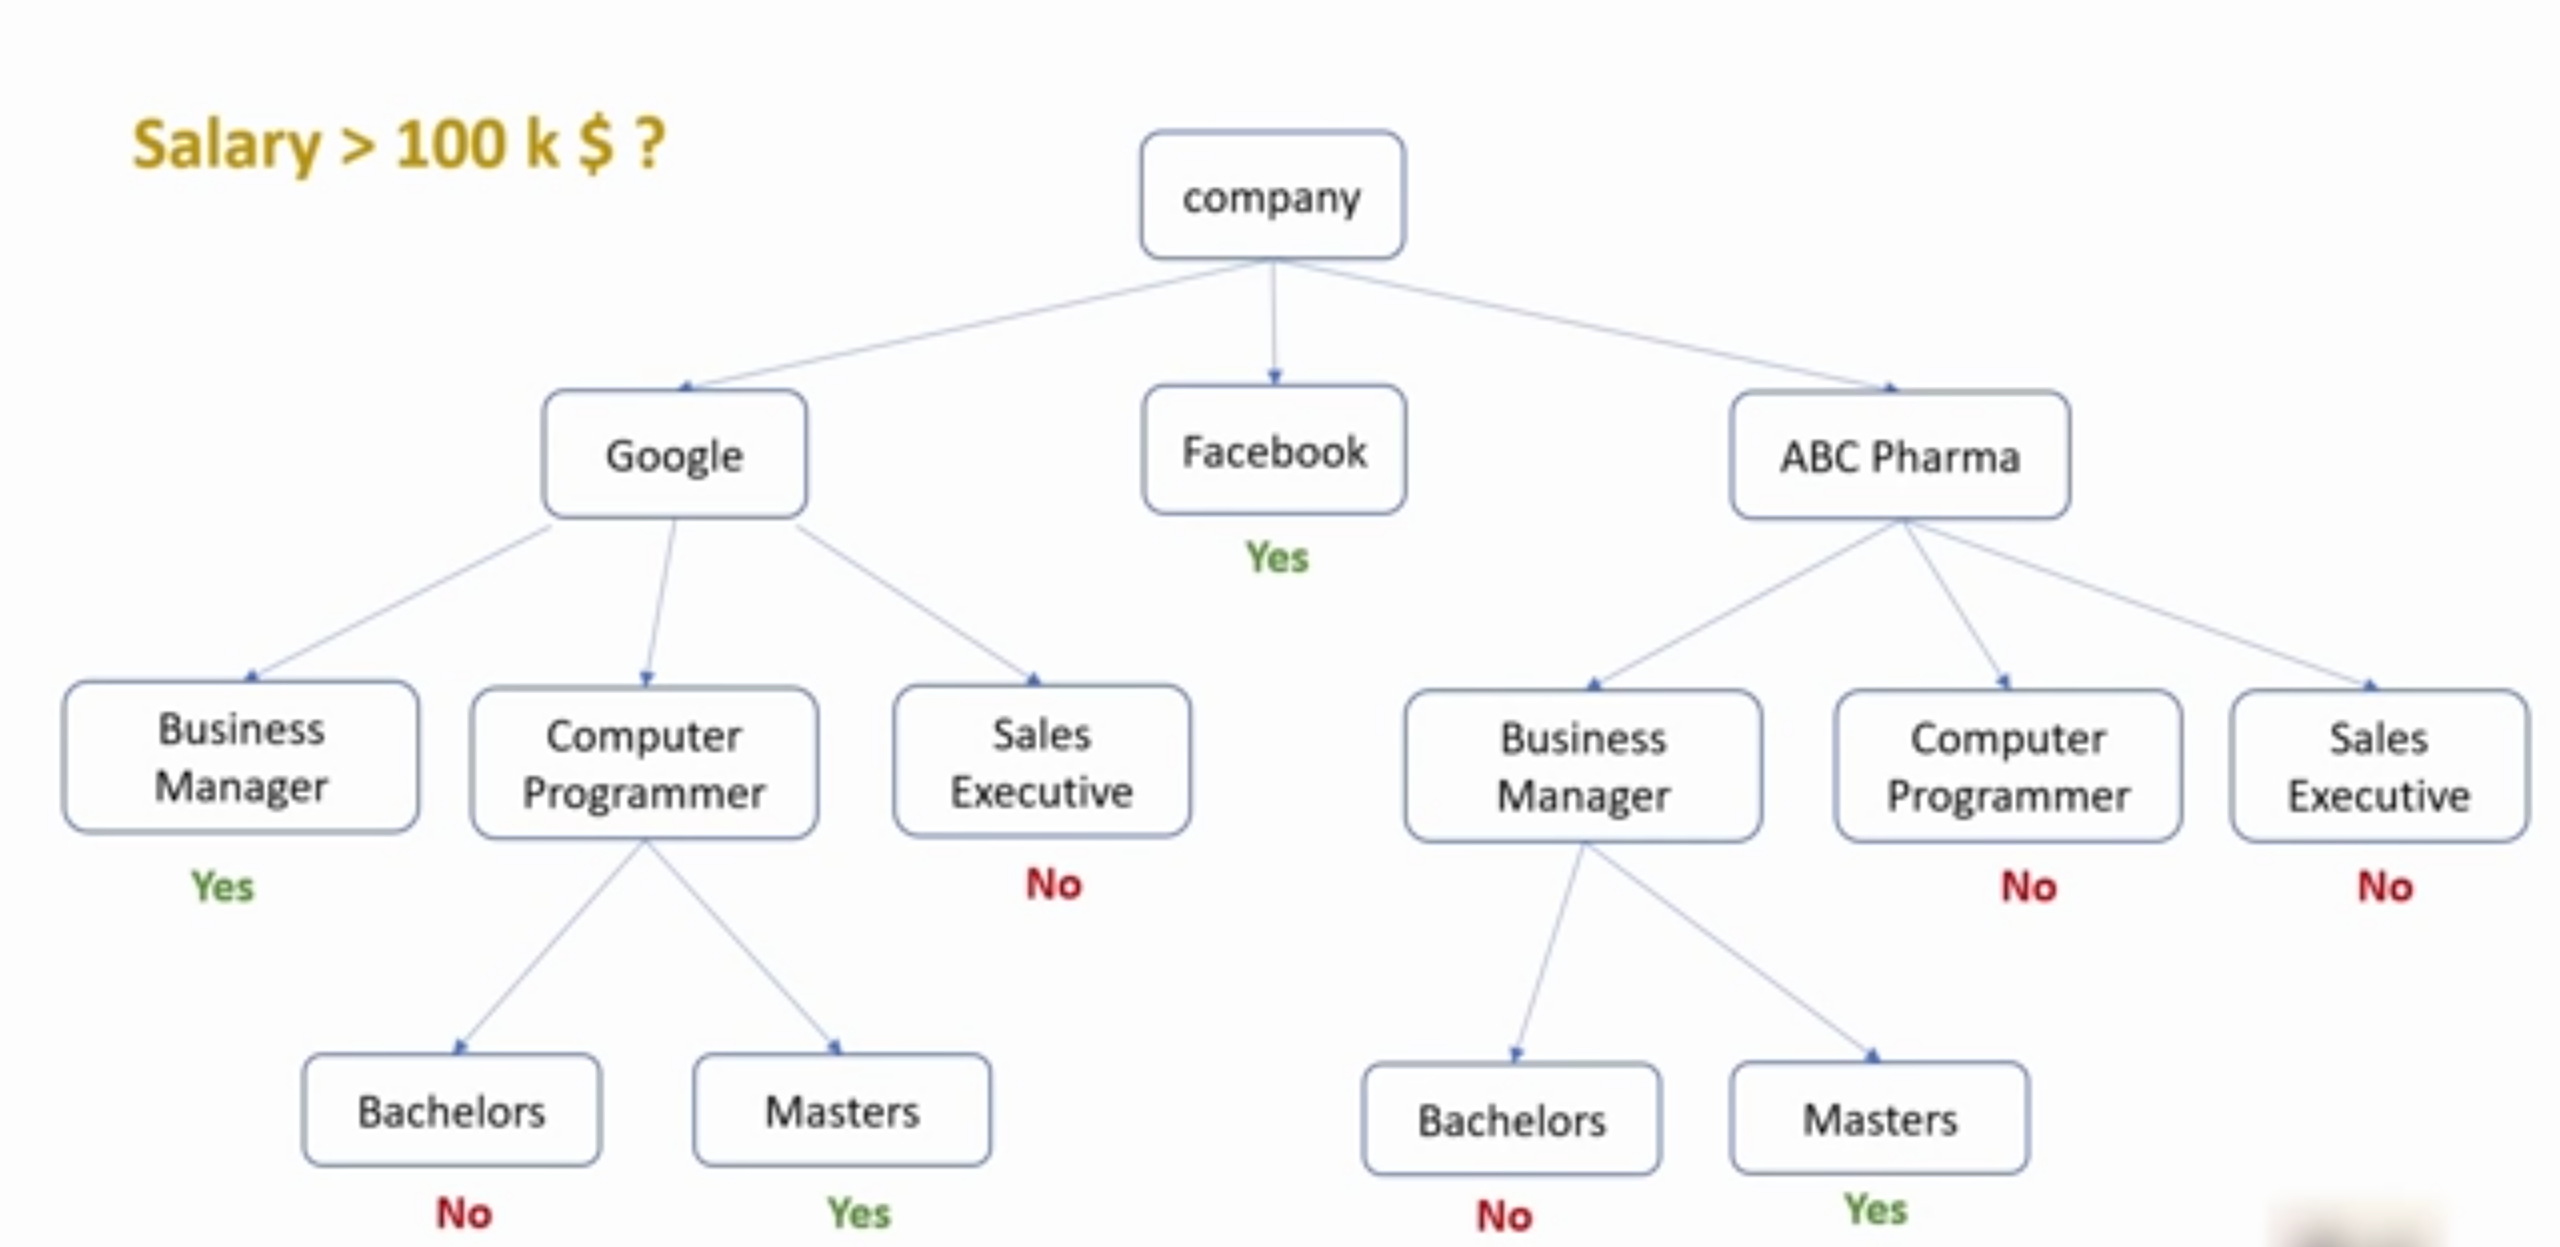 Salary > 100 k $ ?
company
Google
Facebook
ABC Pharma
Yes
Business
Manager
Computer
Programmer
Sales
Executive
Business
Manager
Computer
Programmer
Sales
Executive
Yes
No
No
No
Bachelors
Masters
Bachelors
Masters
No
Yes
No
Yes